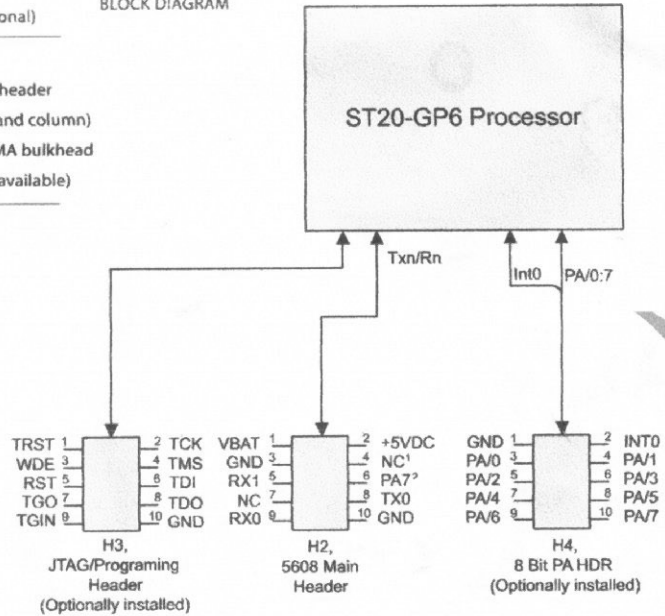 onal)
BLOCK DIAGRAM
header
and column)
MA bulkhead
available)
ST20-GP6 Processor
Txn/Rn
Int0
PA/0:7
TRST 1 2 TCK
WDE 3 4 TMS
RST 5 6 TDI
TGO 7 8 TDO
TGIN 9 10 GND
H3,
JTAG/Programing
Header
(Optionally installed)
VBAT 1 2 +5VDC
GND 3 4 NC¹
RX1 5 6 PA7³
NC 7 8 TX0
RX0 9 10 GND
H2,
5608 Main
Header
GND 1 2 INT0
PA/0 3 4 PA/1
PA/2 5 6 PA/3
PA/4 7 8 PA/5
PA/6 9 10 PA/7
H4,
8 Bit PA HDR
(Optionally installed)